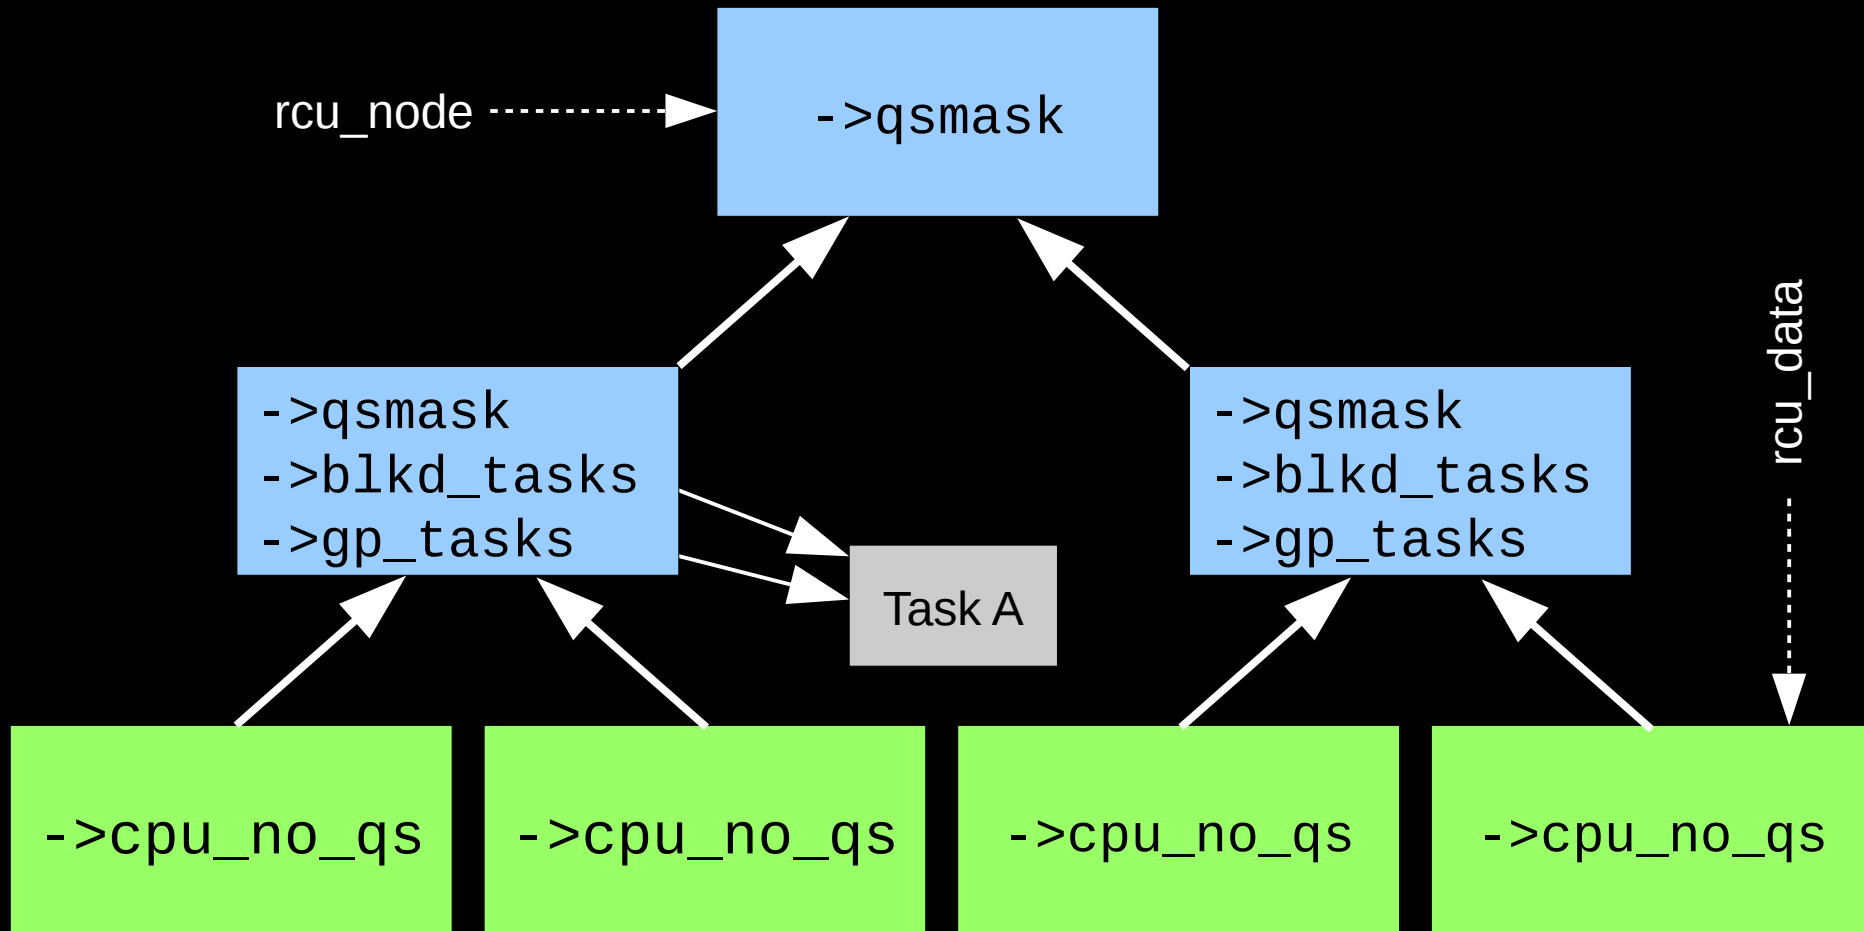 rcu_node
->qsmask
rcu_data
->qsmask
->blkd_tasks
->gp_tasks
->qsmask
->blkd_tasks
->gp_tasks
Task A
->cpu_no_qs
->cpu_no_qs
->cpu_no_qs
->cpu_no_qs